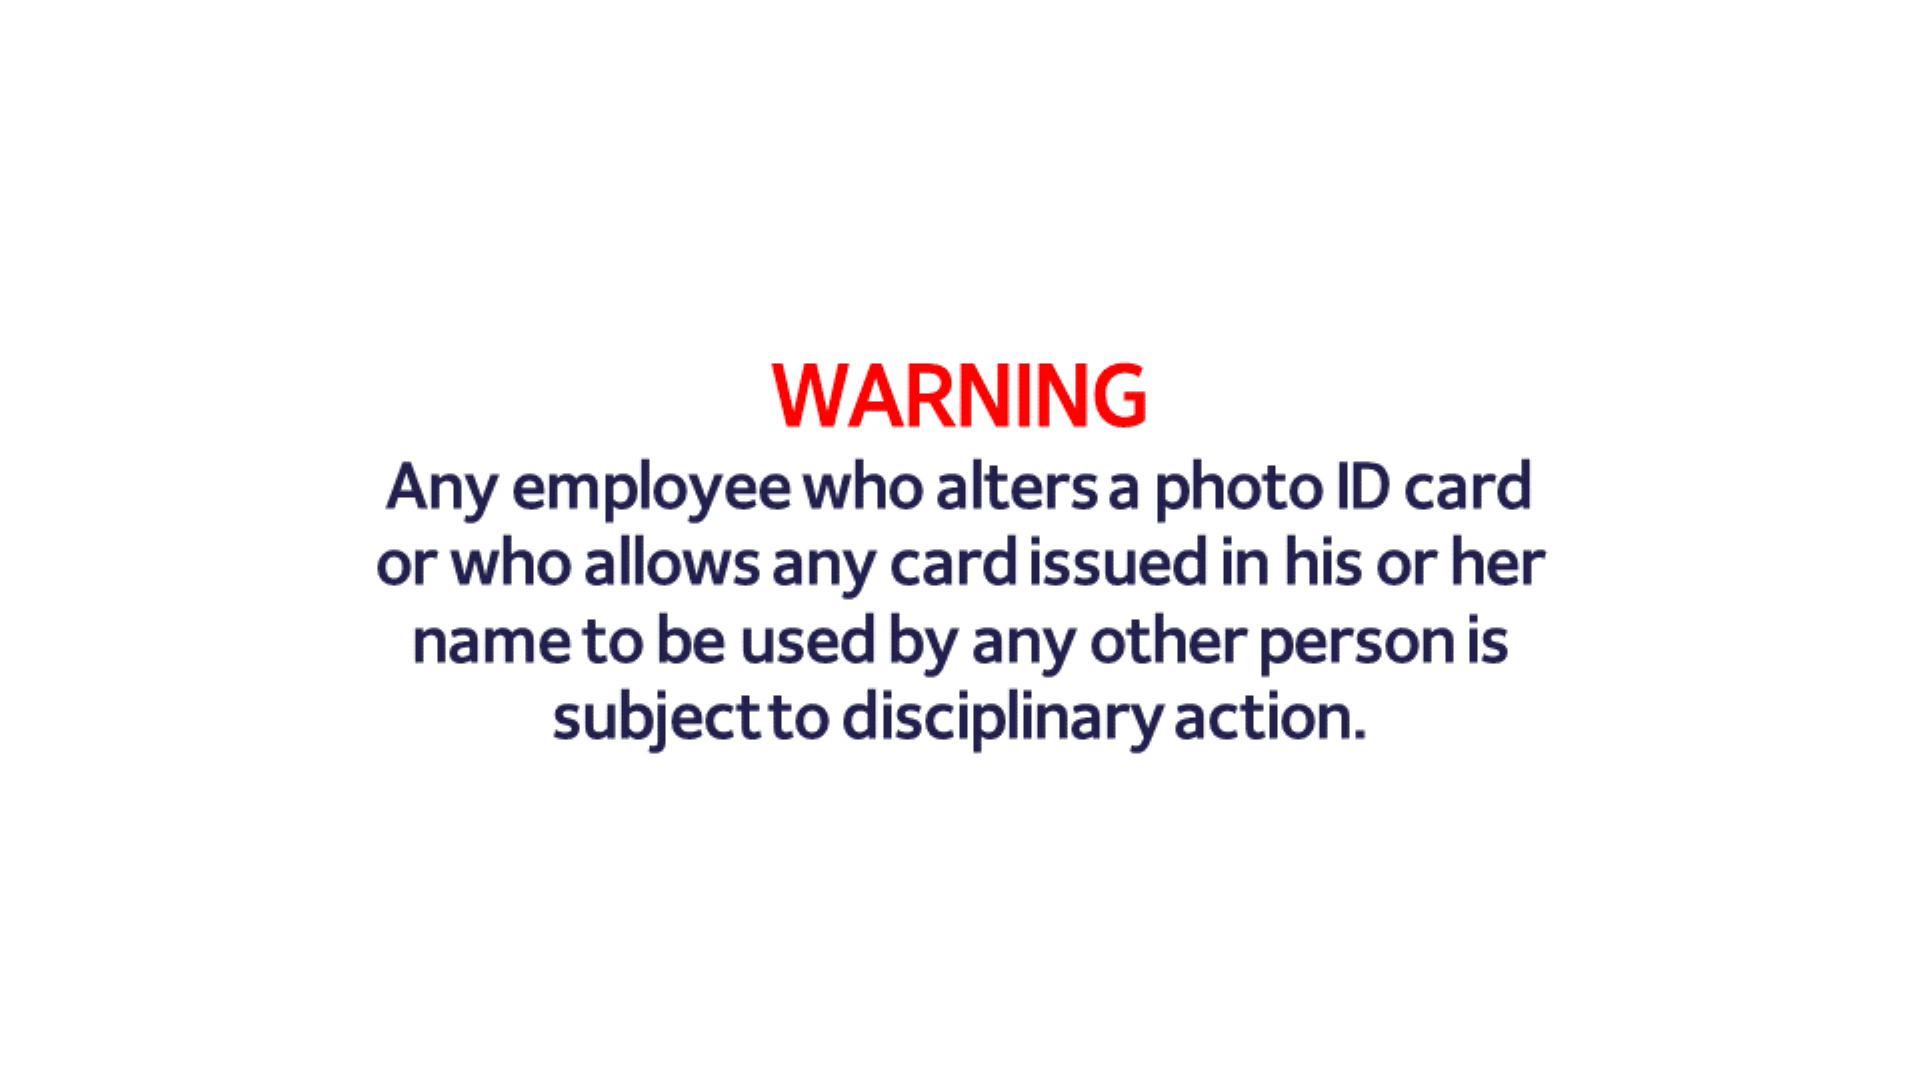 WARNING
Any employee who alters a photo ID card
or who allows any card issued in his or her
name to be used by any other person is
subject to disciplinary action.